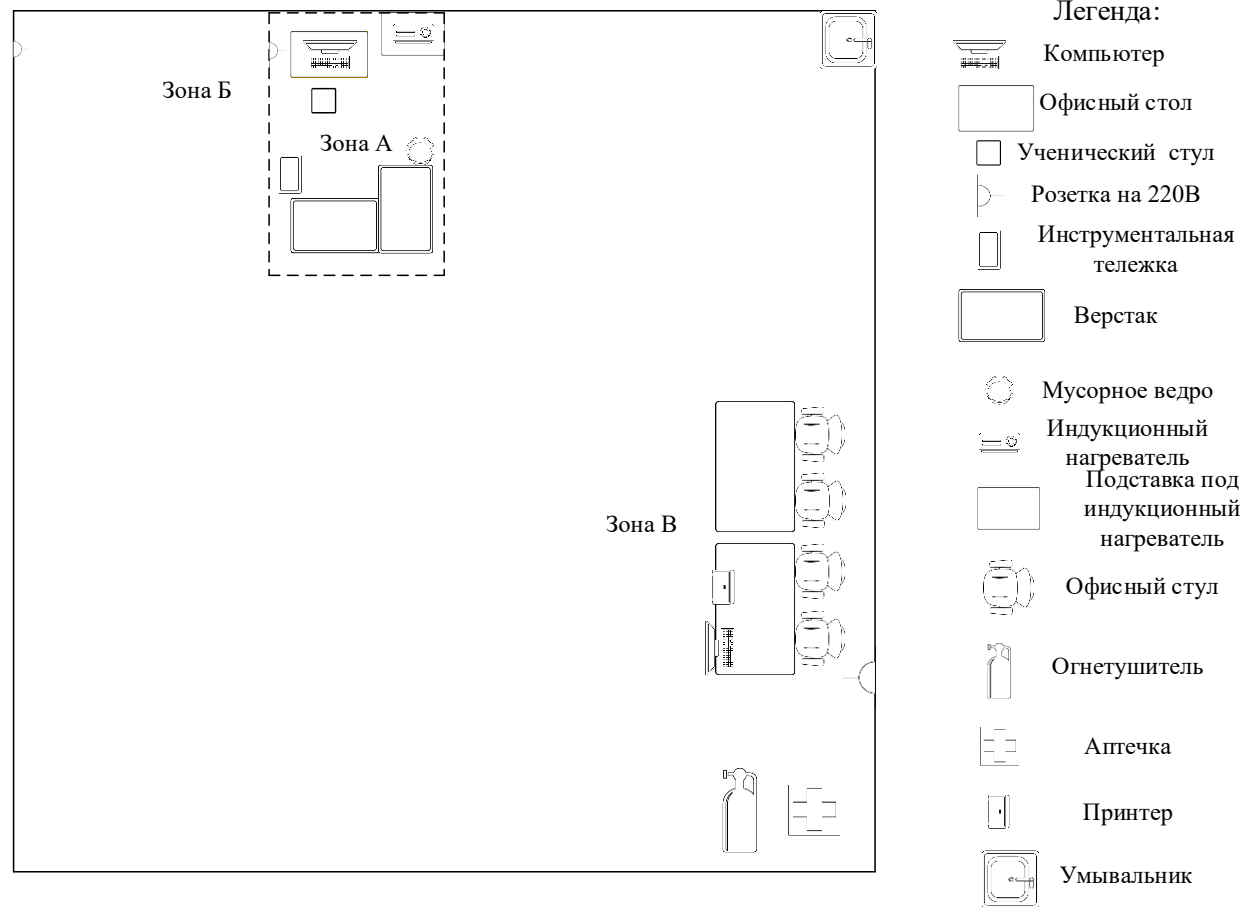 Зона Б
Зона А
Зона В
Легенда:
Компьютер
Офисный стол
Ученический стул
Розетка на 220В
Инструментальная
тележка
Верстак
Мусорное ведро
Индукционный
нагреватель
Подставка под
индукционный
нагреватель
Офисный стул
Огнетушитель
Аптечка
Принтер
Умывальник